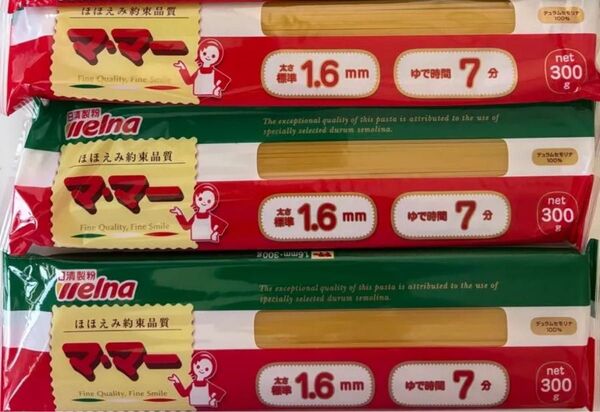 ほほえみ約束品質
マ・マー
Fine Quality, Fine Smile
太さ
標準 1.6 mm
ゆで時間 7 分
デュラムセモリナ
100%
net
300
g
日清製粉
Welna
The exceptional quality of this pasta is attributed to the use of
specially selected durum semolina.
ほほえみ約束品質
マ・マー
Fine Quality, Fine Smile
太さ
標準 1.6 mm
ゆで時間 7 分
デュラムセモリナ
100%
net
300
g
1.6mm・300g マ・マー
日清製粉
Welna
The exceptional quality of this pasta is attributed to the use of
specially selected durum semolina.
ほほえみ約束品質
マ・マー
Fine Quality, Fine Smile
太さ
標準 1.6 mm
ゆで時間 7 分
デュラムセモリナ
100%
net
300
g